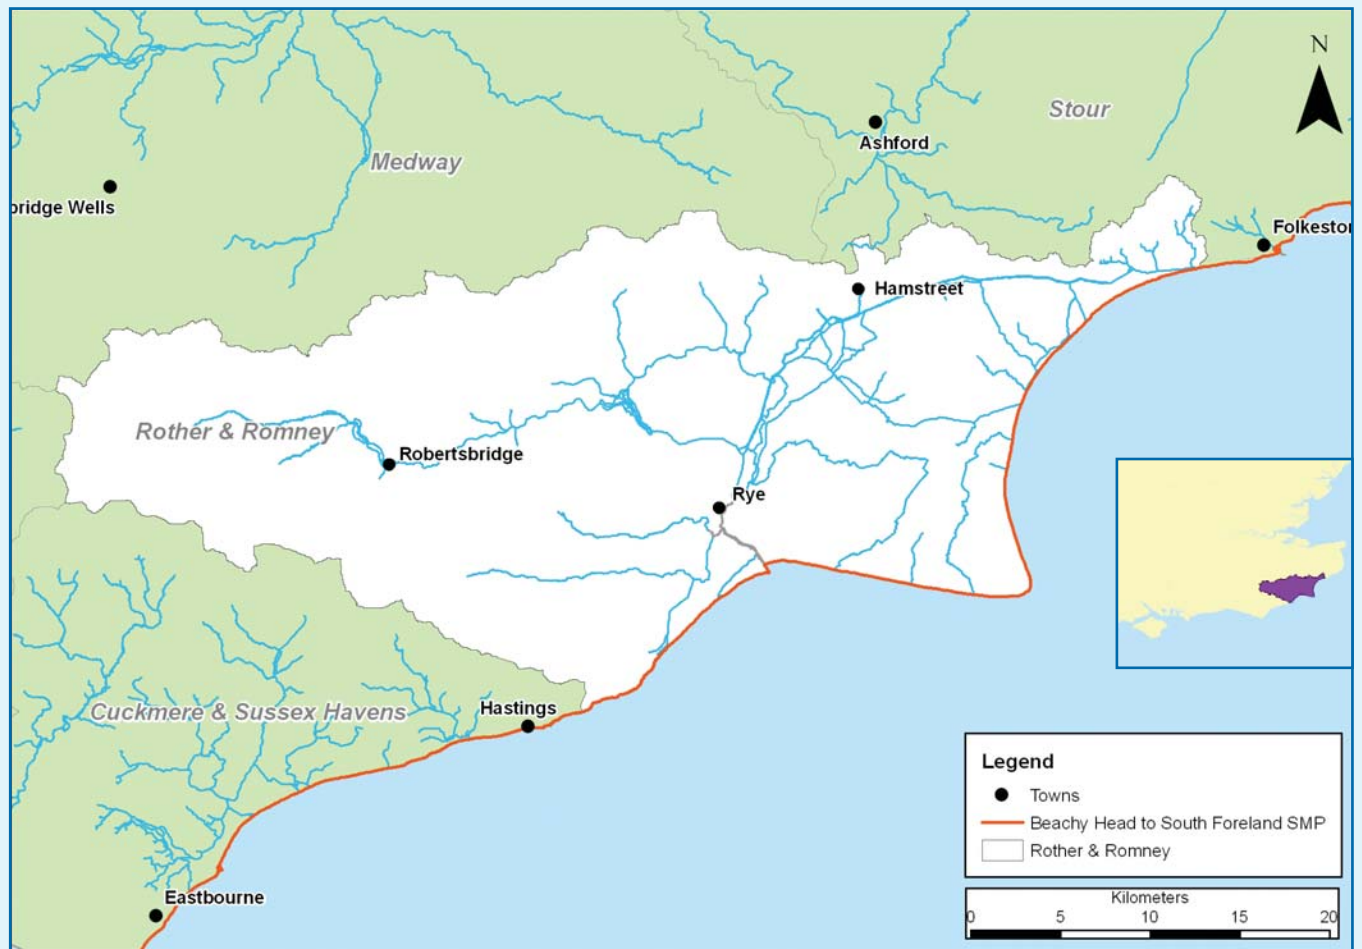 N
Stour
Ashford
Medway
bridge Wells
Folkesto
Hamstreet
Rother & Romney
Robertsbridge
Rye
Cuckmere & Sussex Havens
Hastings
Eastbourne
Legend
Towns
Beachy Head to South Foreland SMP
Rother & Romney
Kilometers
0 5 10 15 20